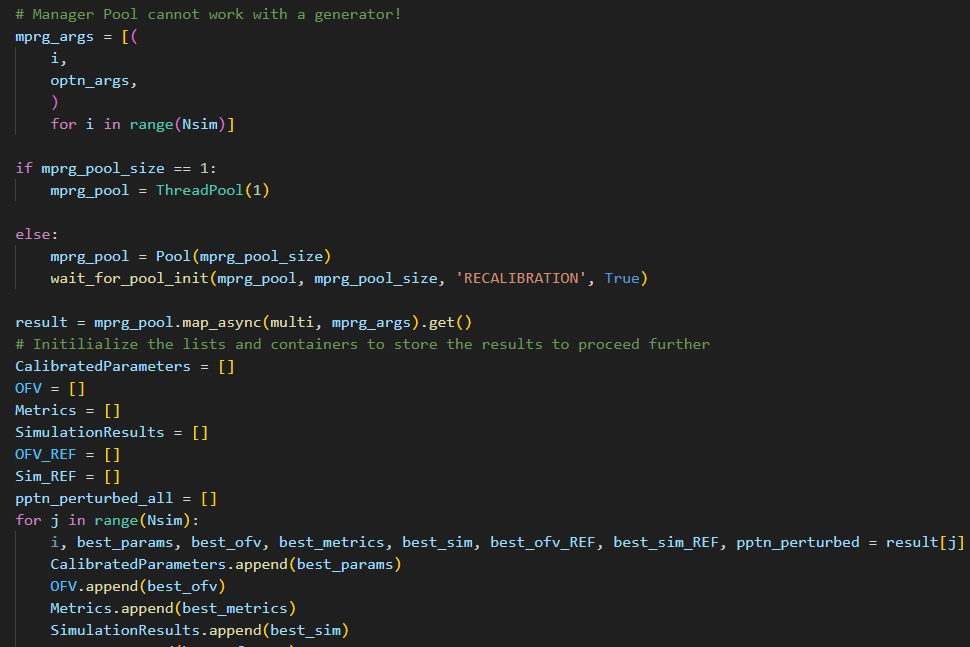 # Manager Pool cannot work with a generator!
mprg_args = [(
    i,
    optn_args,
    )
    for i in range(Nsim)]
if mprg_pool_size == 1:
    mprg_pool = ThreadPool(1)
else:
    mprg_pool = Pool(mprg_pool_size)
    wait_for_pool_init(mprg_pool, mprg_pool_size, 'RECALIBRATION', True)
result = mprg_pool.map_async(multi, mprg_args).get()
# Initilialize the lists and containers to store the results to proceed further
CalibratedParameters = []
OFV = []
Metrics = []
SimulationResults = []
OFV_REF = []
Sim_REF = []
pptn_perturbed_all = []
for j in range(Nsim):
    i, best_params, best_ofv, best_metrics, best_sim, best_ofv_REF, best_sim_REF, pptn_perturbed = result[j]
    CalibratedParameters.append(best_params)
    OFV.append(best_ofv)
    Metrics.append(best_metrics)
    SimulationResults.append(best_sim)